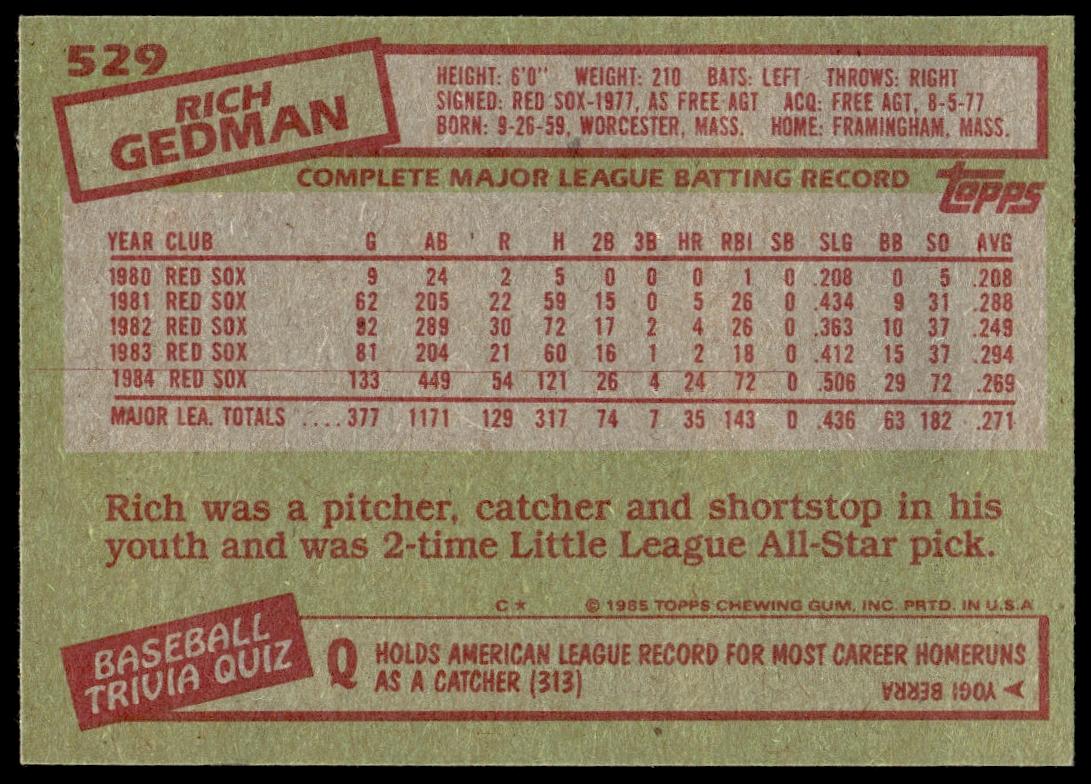 529
RICH
GEDMAN
HEIGHT: 6'0" WEIGHT: 210 BATS: LEFT THROWS: RIGHT
SIGNED: RED SOX-1977, AS FREE AGT ACQ: FREE AGT, 8-5-77
BORN: 9-26-59, WORCESTER, MASS. HOME: FRAMINGHAM, MASS.
COMPLETE MAJOR LEAGUE BATTING RECORD
topps
YEAR CLUB G AB R H 2B 3B HR RBI SB SLG BB SO AVG
1980 RED SOX 9 24 2 5 0 0 0 1 0 .208 0 5 .208
1981 RED SOX 62 205 22 59 15 0 5 26 0 .434 9 31 .288
1982 RED SOX 92 289 30 72 17 2 4 26 0 .363 10 37 .249
1983 RED SOX 81 204 21 60 16 1 2 18 0 .412 15 37 .294
1984 RED SOX 133 449 54 121 26 4 24 72 0 .506 29 72 .269
MAJOR LEA. TOTALS ....377 1171 129 317 74 7 35 143 0 .436 63 182 .271
Rich was a pitcher, catcher and shortstop in his
youth and was 2-time Little League All-Star pick.
C* © 1985 TOPPS CHEWING GUM, INC. PRTD. IN U.S.A
BASEBALL
TRIVIA QUIZ
Q HOLDS AMERICAN LEAGUE RECORD FOR MOST CAREER HOMERUNS
AS A CATCHER (313)
A YOGI BERRA